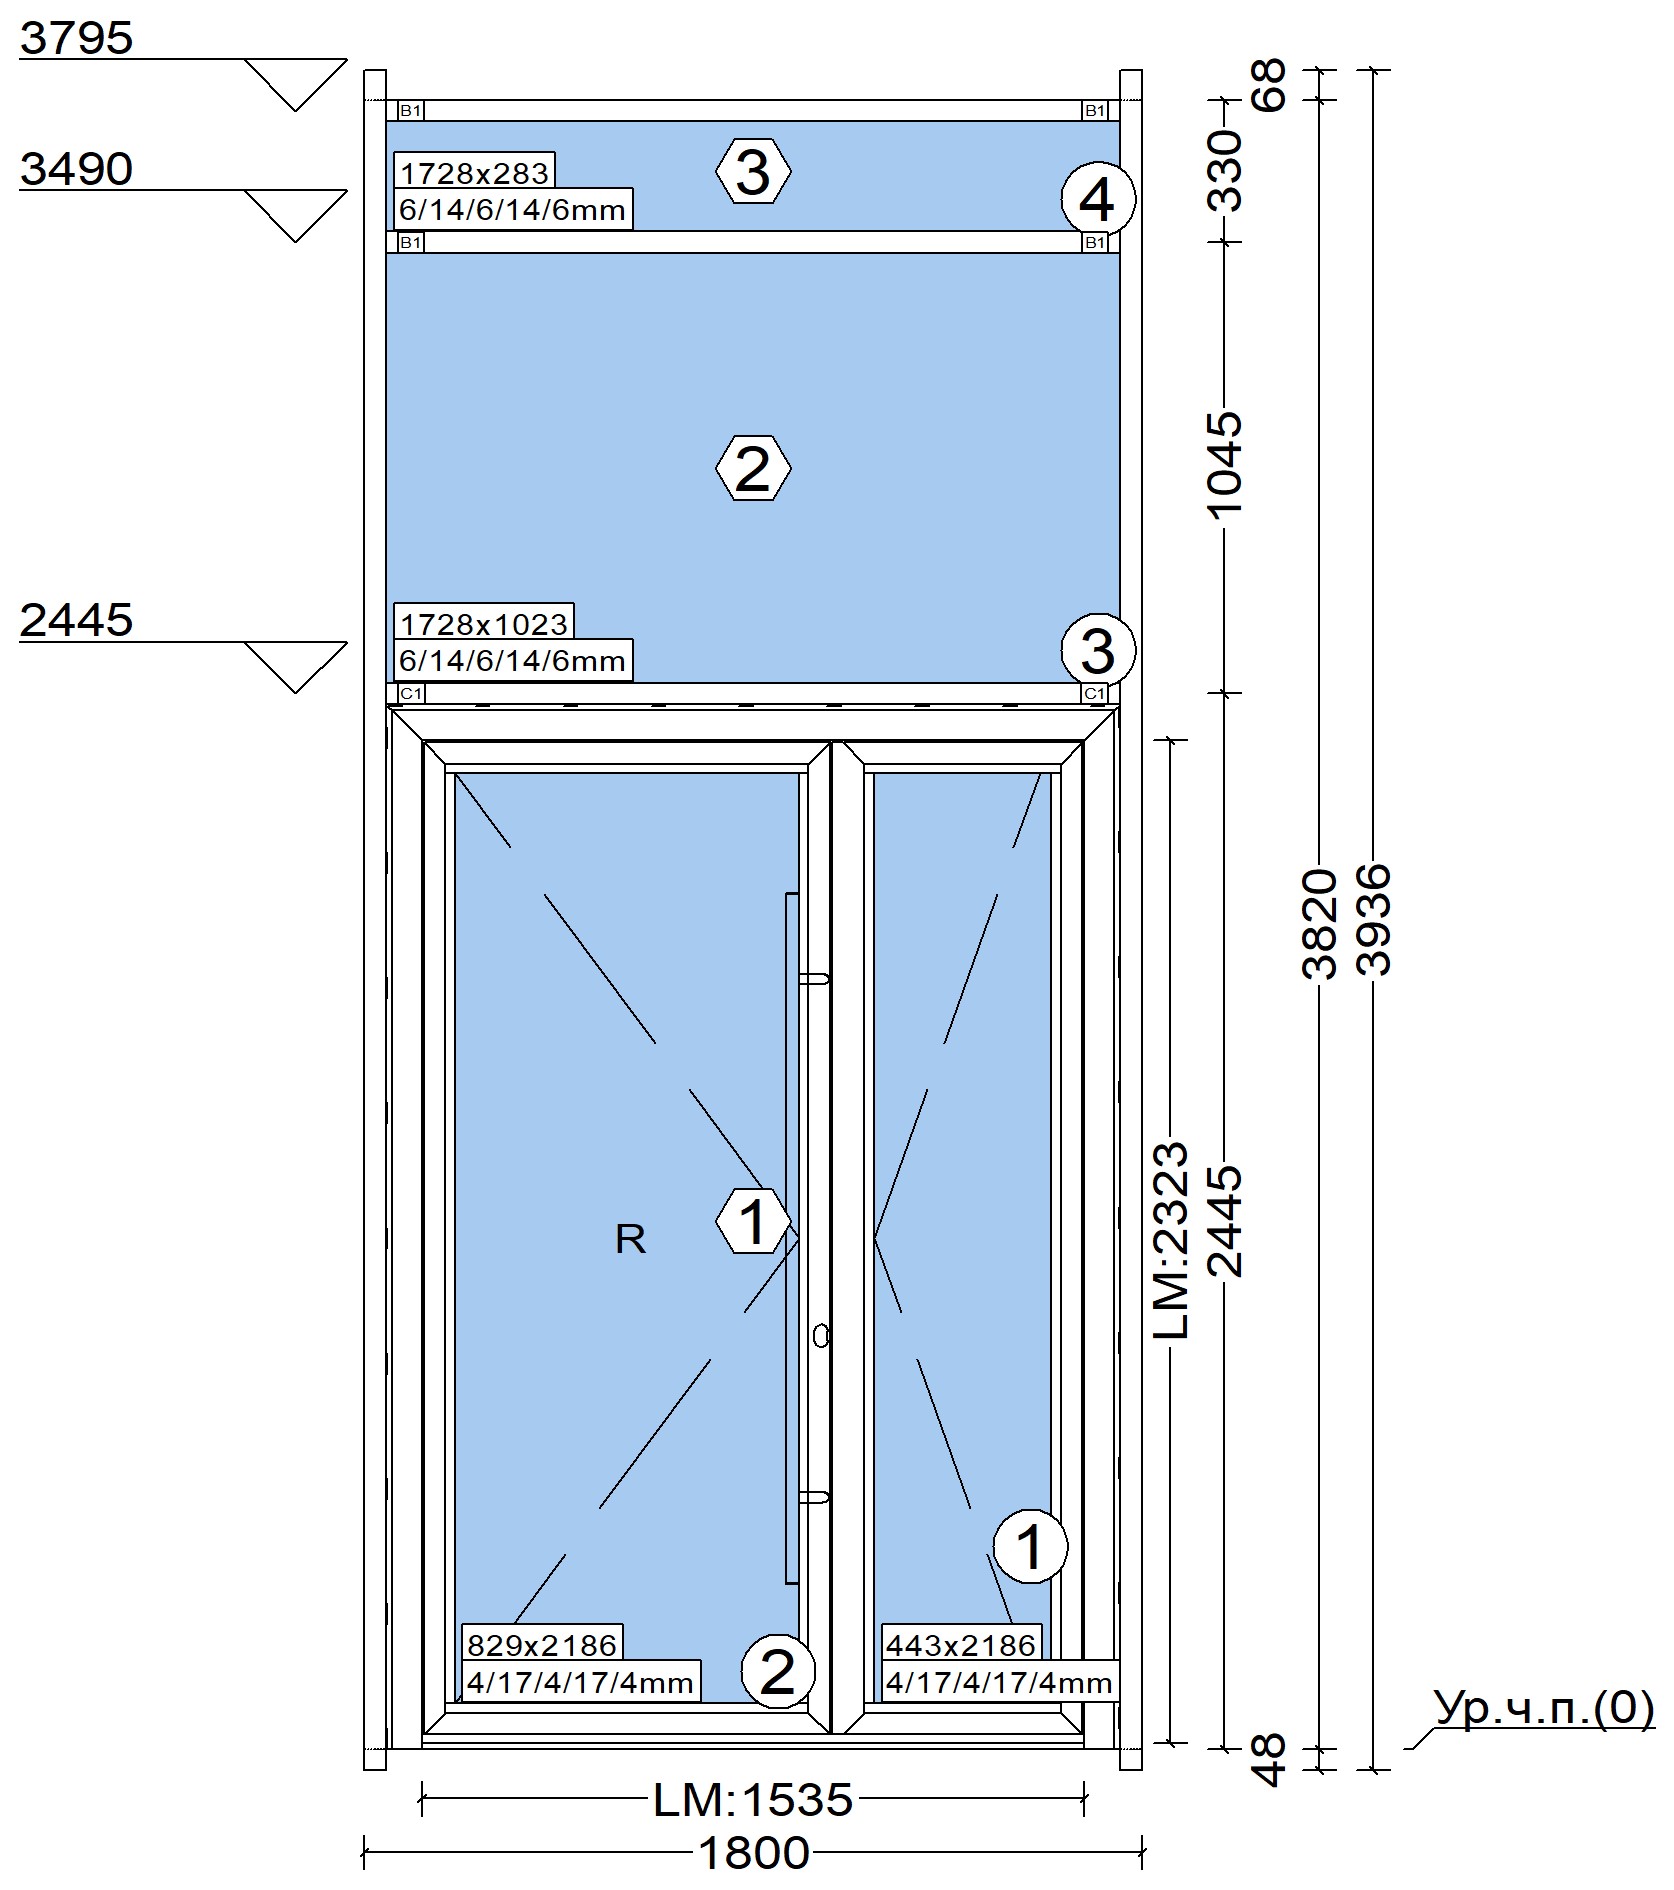 3795
68
B1
B1
3
1728x283
6/14/6/14/6mm
4
330
3490
B1
B1
2
1045
2445
1728x1023
6/14/6/14/6mm
3
C1
C1
3820
3936
LM:2323
2445
R
1
1
829x2186
4/17/4/17/4mm
2
443x2186
4/17/4/17/4mm
Ур.ч.п.(0)
48
LM:1535
1800